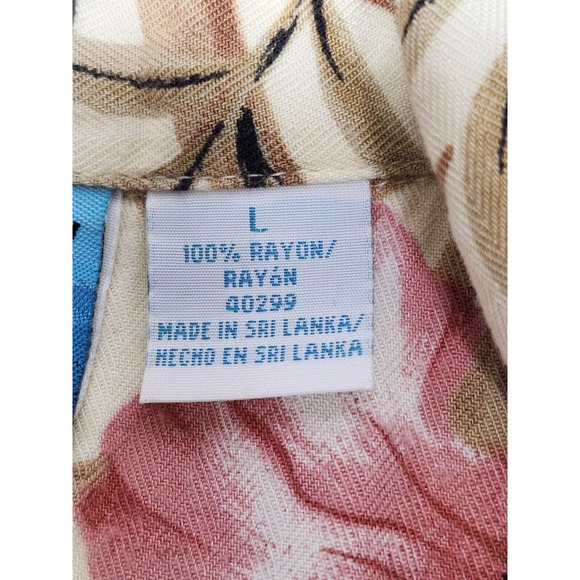 L
100% RAYON/
RAYóN
40299
MADE IN SRI LANKA/
HECHO EN SRI LANKA